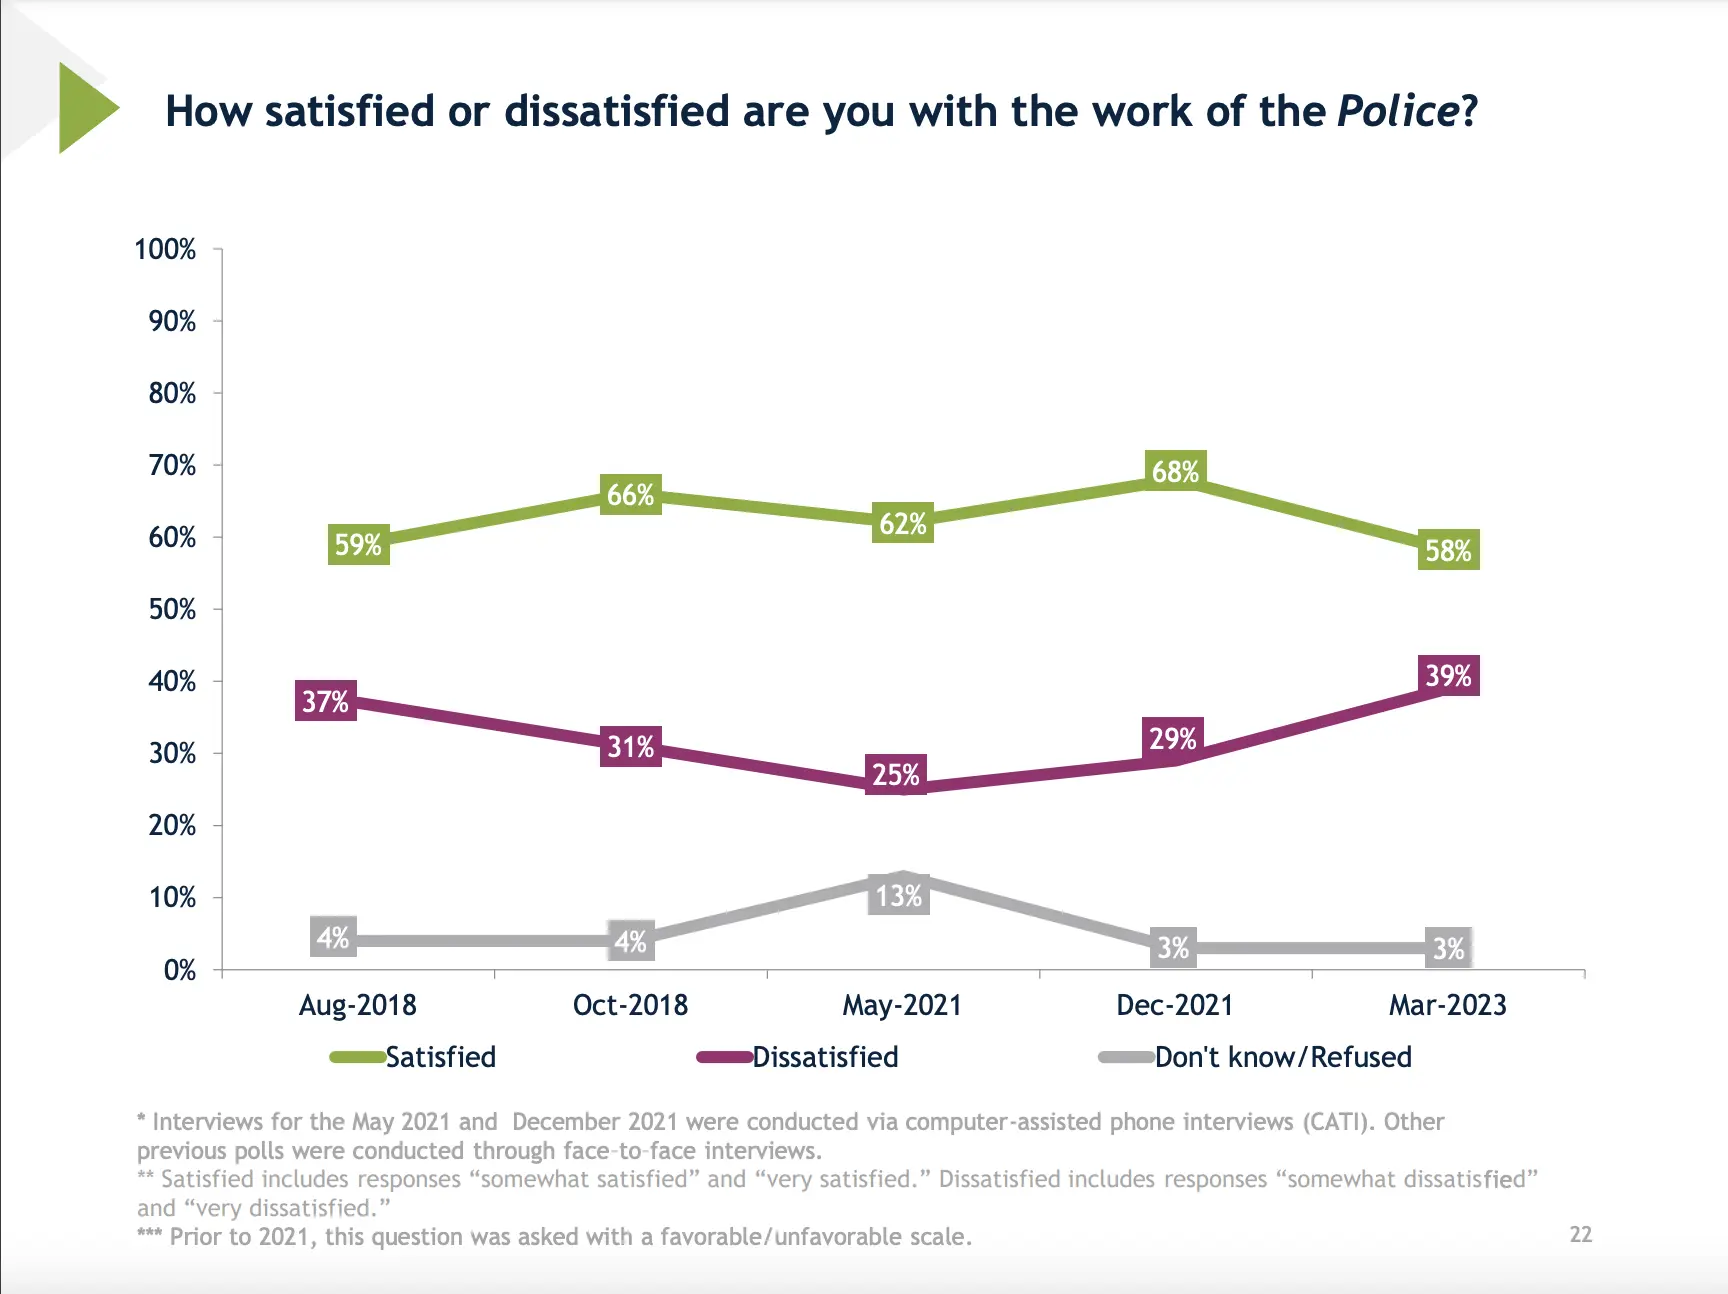 How satisfied or dissatisfied are you with the work of the Police?
100%
90%
80%
70%
60%
50%
40%
30%
20%
10%
0%
59%
66%
62%
68%
58%
37%
31%
25%
29%
39%
4%
4%
13%
3%
3%
Aug-2018
Oct-2018
May-2021
Dec-2021
Mar-2023
Satisfied
Dissatisfied
Don't know/Refused
* Interviews for the May 2021 and  December 2021 were conducted via computer-assisted phone interviews (CATI). Other
previous polls were conducted through face-to-face interviews.
** Satisfied includes responses “somewhat satisfied” and “very satisfied.” Dissatisfied includes responses “somewhat dissatisfied”
and “very dissatisfied.”
*** Prior to 2021, this question was asked with a favorable/unfavorable scale.
22